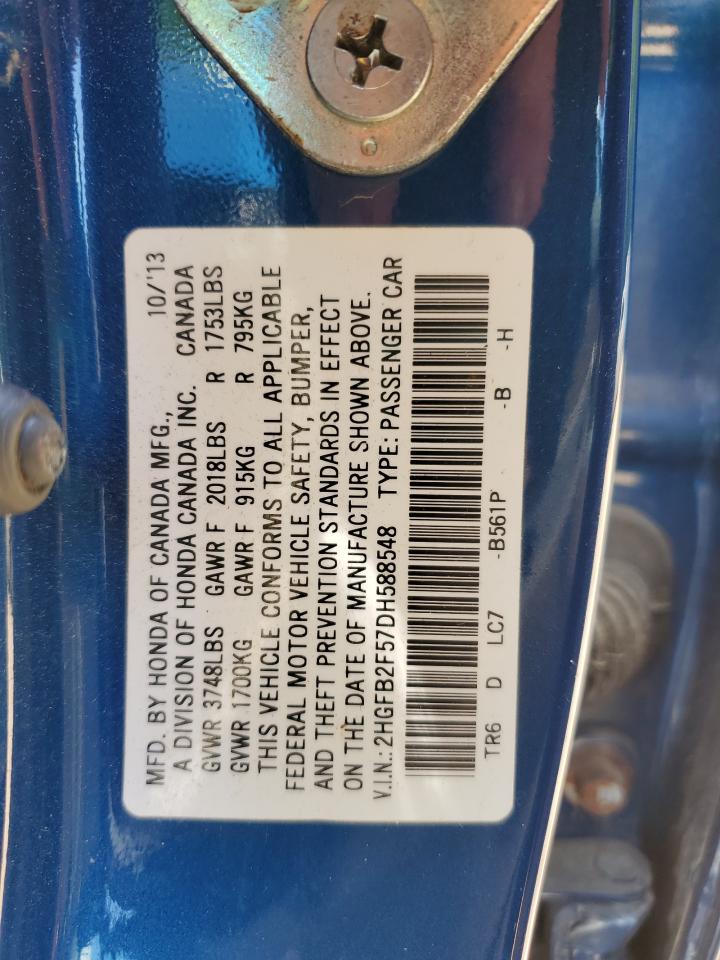 MFD. BY HONDA OF CANADA MFG., 10/'13
A DIVISION OF HONDA CANADA INC. CANADA
GVWR 3748LBS GAWR F 2018LBS R 1753LBS
GVWR 1700KG GAWR F 915KG R 795KG
THIS VEHICLE CONFORMS TO ALL APPLICABLE
FEDERAL MOTOR VEHICLE SAFETY, BUMPER,
AND THEFT PREVENTION STANDARDS IN EFFECT
ON THE DATE OF MANUFACTURE SHOWN ABOVE.
V.I.N.: 2HGFB2F57DH588548 TYPE: PASSENGER CAR
TR6 D LC7 -B561P -B -H